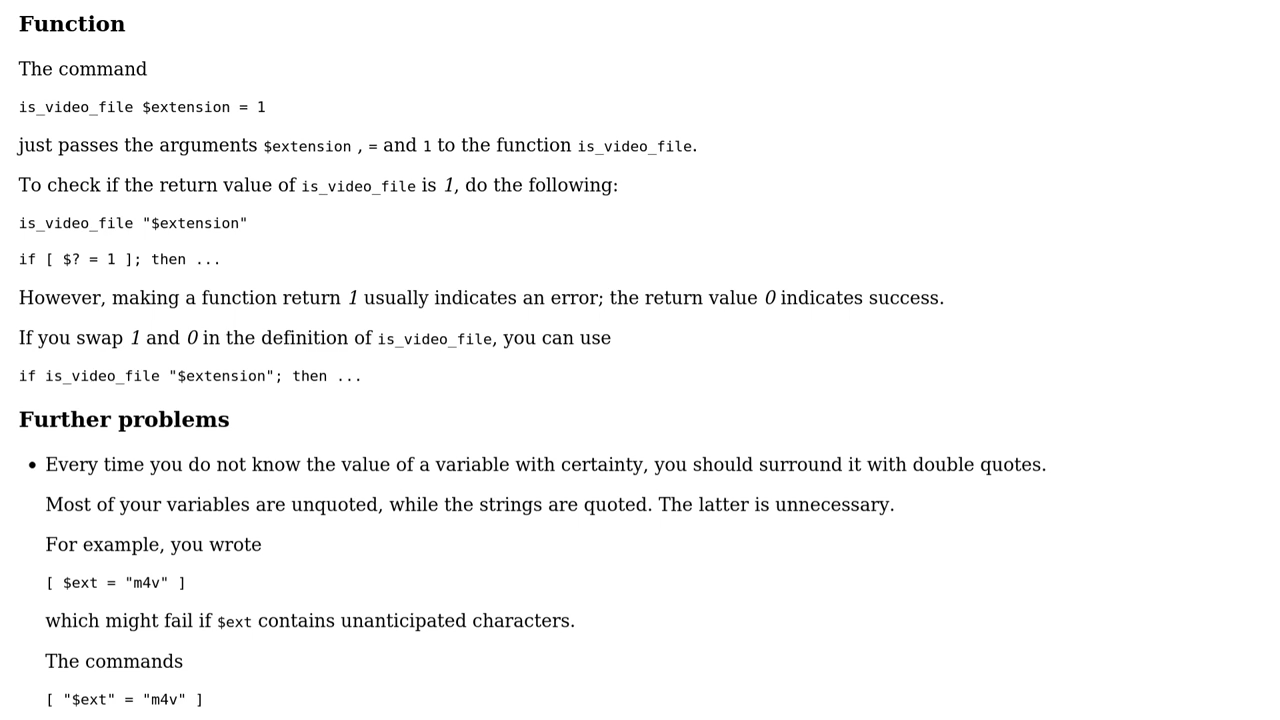 Function
The command
is_video_file $extension = 1
just passes the arguments $extension , = and 1 to the function is_video_file.
To check if the return value of is_video_file is 1, do the following:
is_video_file "$extension"
if [ $? = 1 ]; then ...
However, making a function return 1 usually indicates an error; the return value 0 indicates success.
If you swap 1 and 0 in the definition of is_video_file, you can use
if is_video_file "$extension"; then ...
Further problems
• Every time you do not know the value of a variable with certainty, you should surround it with double quotes.
Most of your variables are unquoted, while the strings are quoted. The latter is unnecessary.
For example, you wrote
[ $ext = "m4v" ]
which might fail if $ext contains unanticipated characters.
The commands
[ "$ext" = "m4v" ]